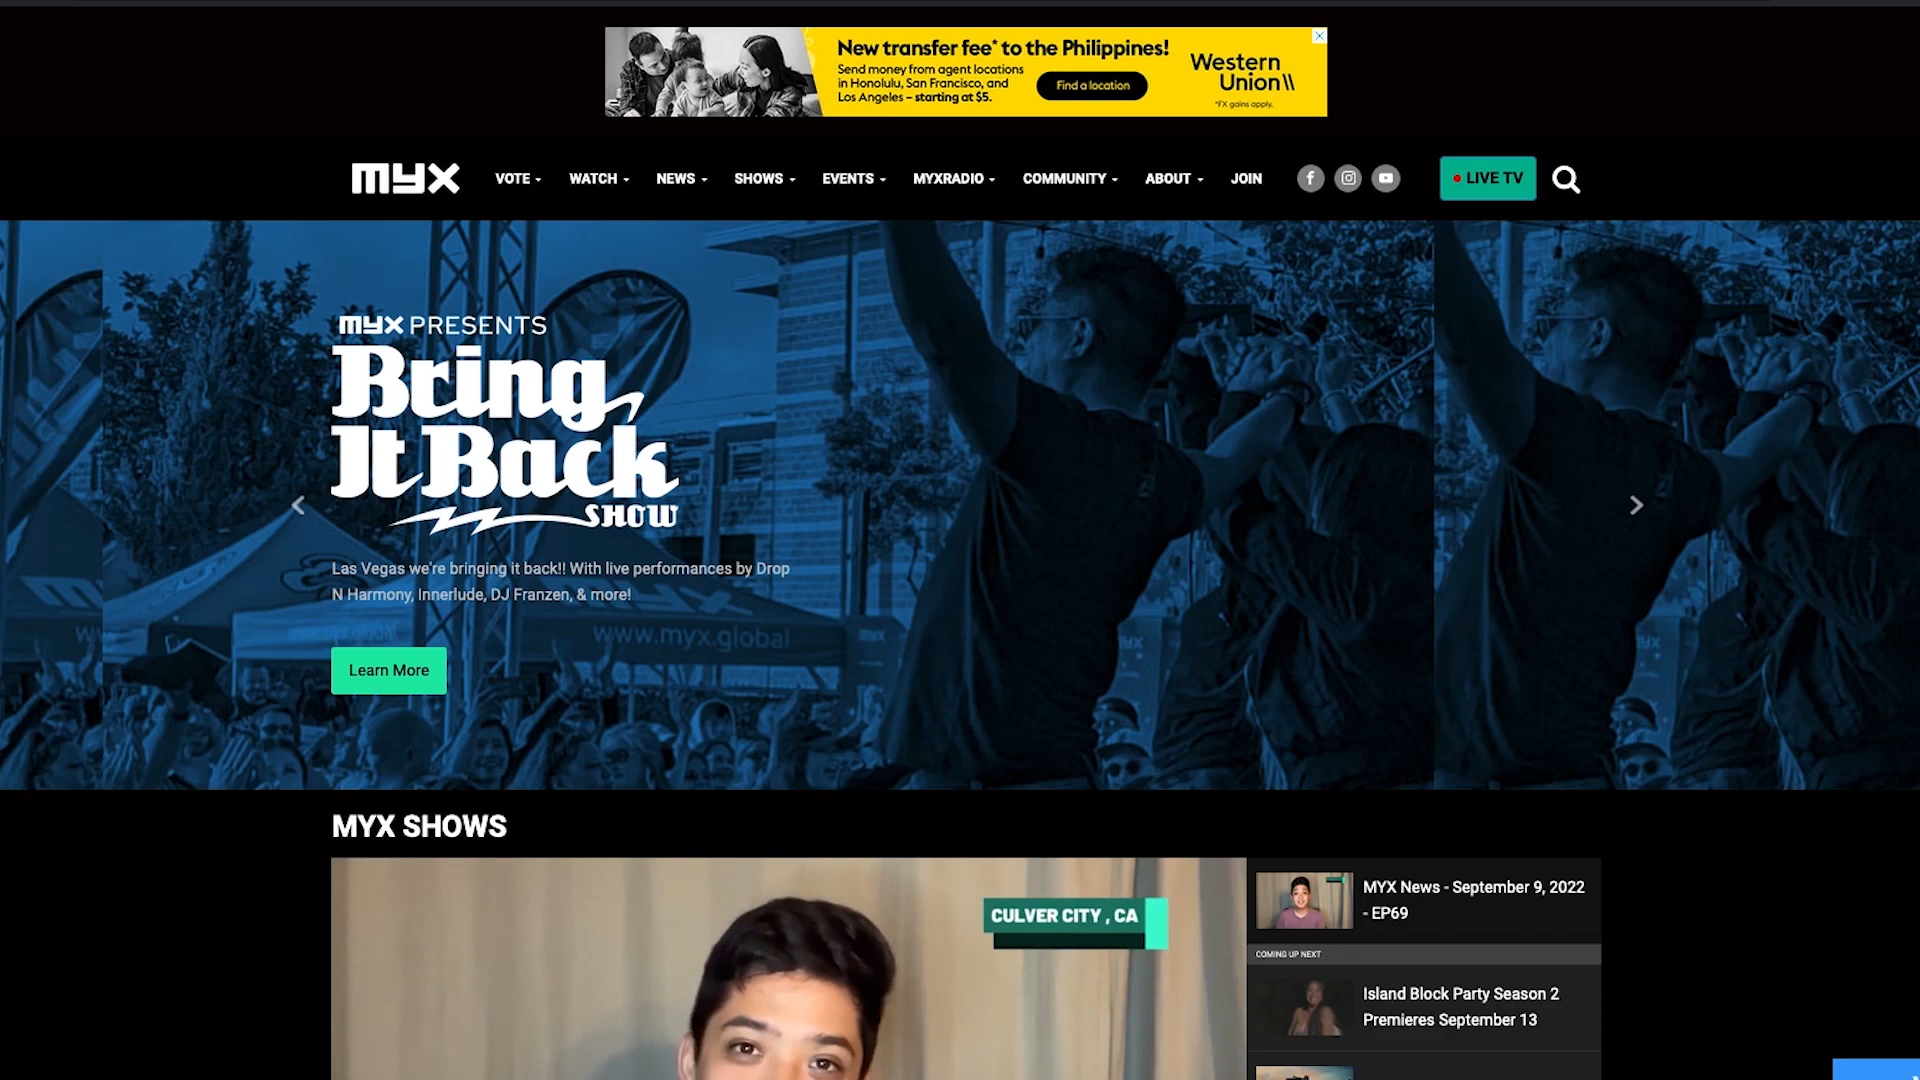 New transfer fee* to the Philippines!
Send money from agent locations
in Honolulu, San Francisco, and
Los Angeles – starting at $5.
Find a location
Western
Union\\
*FX gains apply.
myx
VOTE
WATCH
NEWS
SHOWS
EVENTS
MYXRADIO
COMMUNITY
ABOUT
JOIN
LIVE TV
myx PRESENTS
Bring
It Back
SHOW
Las Vegas we're bringing it back!! With live performances by Drop
N Harmony, Innerlude, DJ Franzen, & more!
www.myx.global
Learn More
MYX SHOWS
CULVER CITY , CA
MYX News - September 9, 2022
- EP69
COMING UP NEXT
Island Block Party Season 2
Premieres September 13